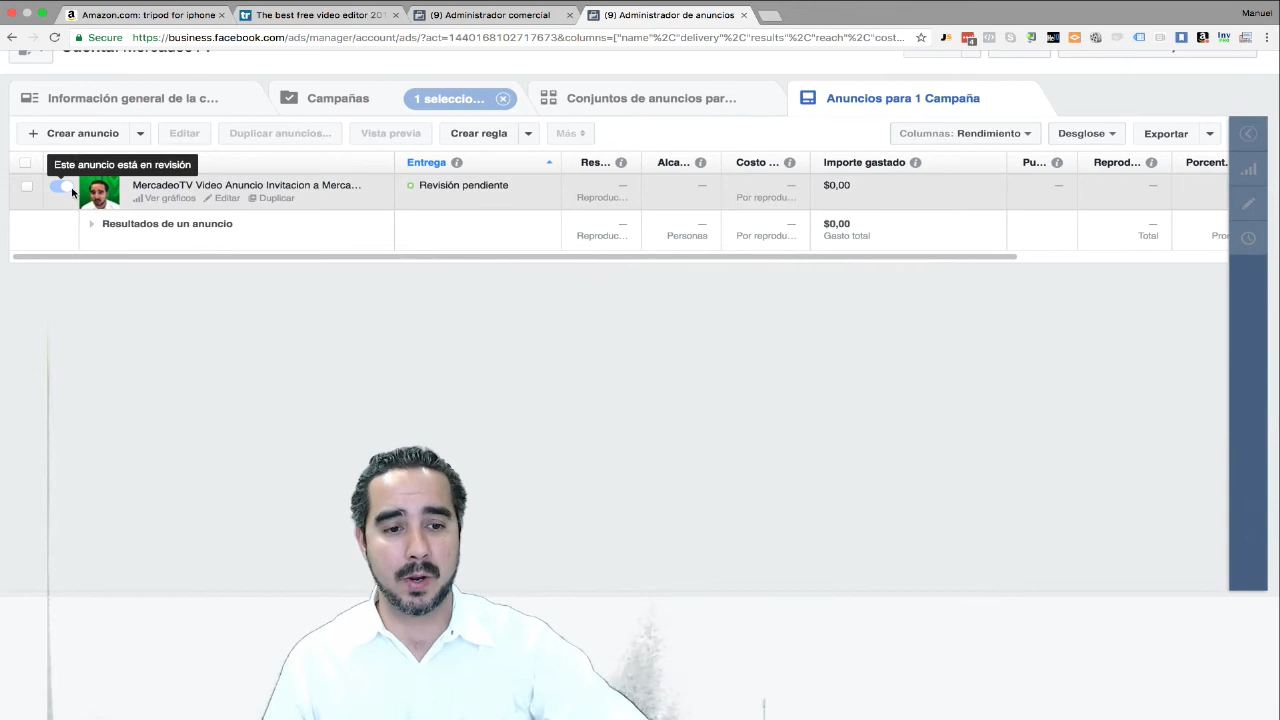 Amazon.com: tripod for iphone
The best free video editor 201
(9) Administrador comercial
(9) Administrador de anuncios
Manuel
Secure
https://business.facebook.com/ads/manager/account/ads/?act=1440168102717673&columns=["name"%2C"delivery"%2C"results"%2C"reach"%2C"cost...
Información general de la c...
Campañas
1 seleccio...
Conjuntos de anuncios par...
Anuncios para 1 Campaña
+ Crear anuncio
Editar
Duplicar anuncios...
Vista previa
Crear regla
Más
Columnas: Rendimiento
Desglose
Exportar
Este anuncio está en revisión
Entrega
Res...
Alca...
Costo ...
Importe gastado
Pu...
Reprod...
Porcent.
MercadeoTV Video Anuncio Invitacion a Merca...
Revisión pendiente
—
—
—
$0,00
—
—
Ver gráficos
Editar
Duplicar
Reproduc...
Por reprodu...
Resultados de un anuncio
—
—
—
$0,00
—
Reproduc...
Personas
Por reprodu...
Gasto total
Total